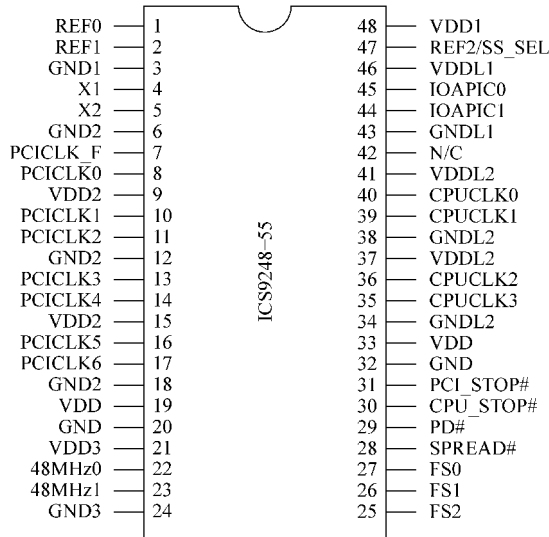 REF0 1 48 VDD1
REF1 2 47 REF2/SS_SEL
GND1 3 46 VDDL1
X1 4 45 IOAPIC0
X2 5 44 IOAPIC1
GND2 6 43 GNDL1
PCICLK_F 7 42 N/C
PCICLK0 8 41 VDDL2
VDD2 9 40 CPUCLK0
PCICLK1 10 39 CPUCLK1
PCICLK2 11 38 GNDL2
GND2 12 37 VDDL2
PCICLK3 13 36 CPUCLK2
PCICLK4 14 35 CPUCLK3
VDD2 15 34 GNDL2
PCICLK5 16 33 VDD
PCICLK6 17 32 GND
GND2 18 31 PCI_STOP#
VDD 19 30 CPU_STOP#
GND 20 29 PD#
VDD3 21 28 SPREAD#
48MHz0 22 27 FS0
48MHz1 23 26 FS1
GND3 24 25 FS2
ICS9248-55